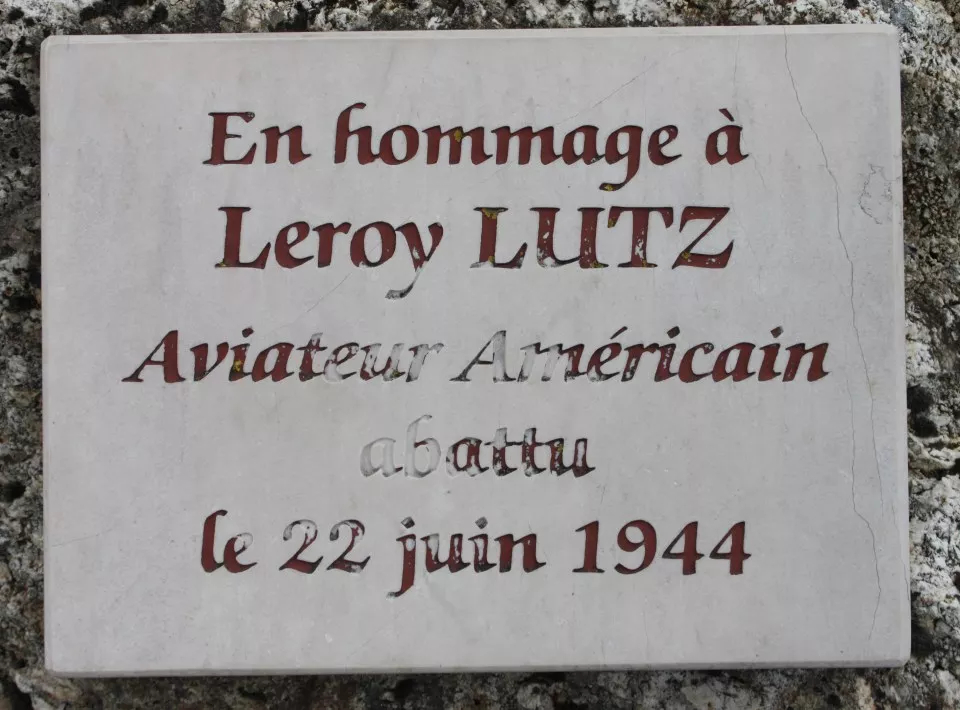 En hommage à
Leroy LUTZ
Aviateur Américain
abattu
le 22 juin 1944